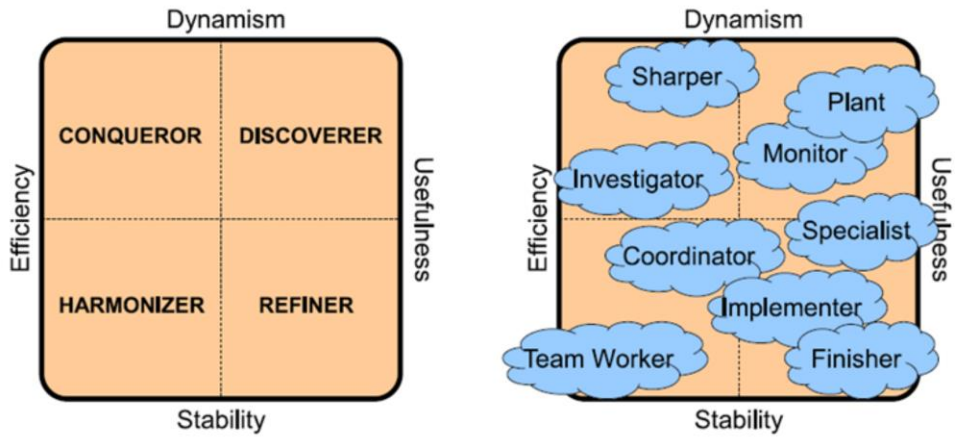 Dynamism
CONQUEROR
DISCOVERER
Efficiency
Usefulness
HARMONIZER
REFINER
Stability
Dynamism
Sharper
Plant
Monitor
Investigator
Efficiency
Usefulness
Specialist
Coordinator
Implementer
Team Worker
Finisher
Stability